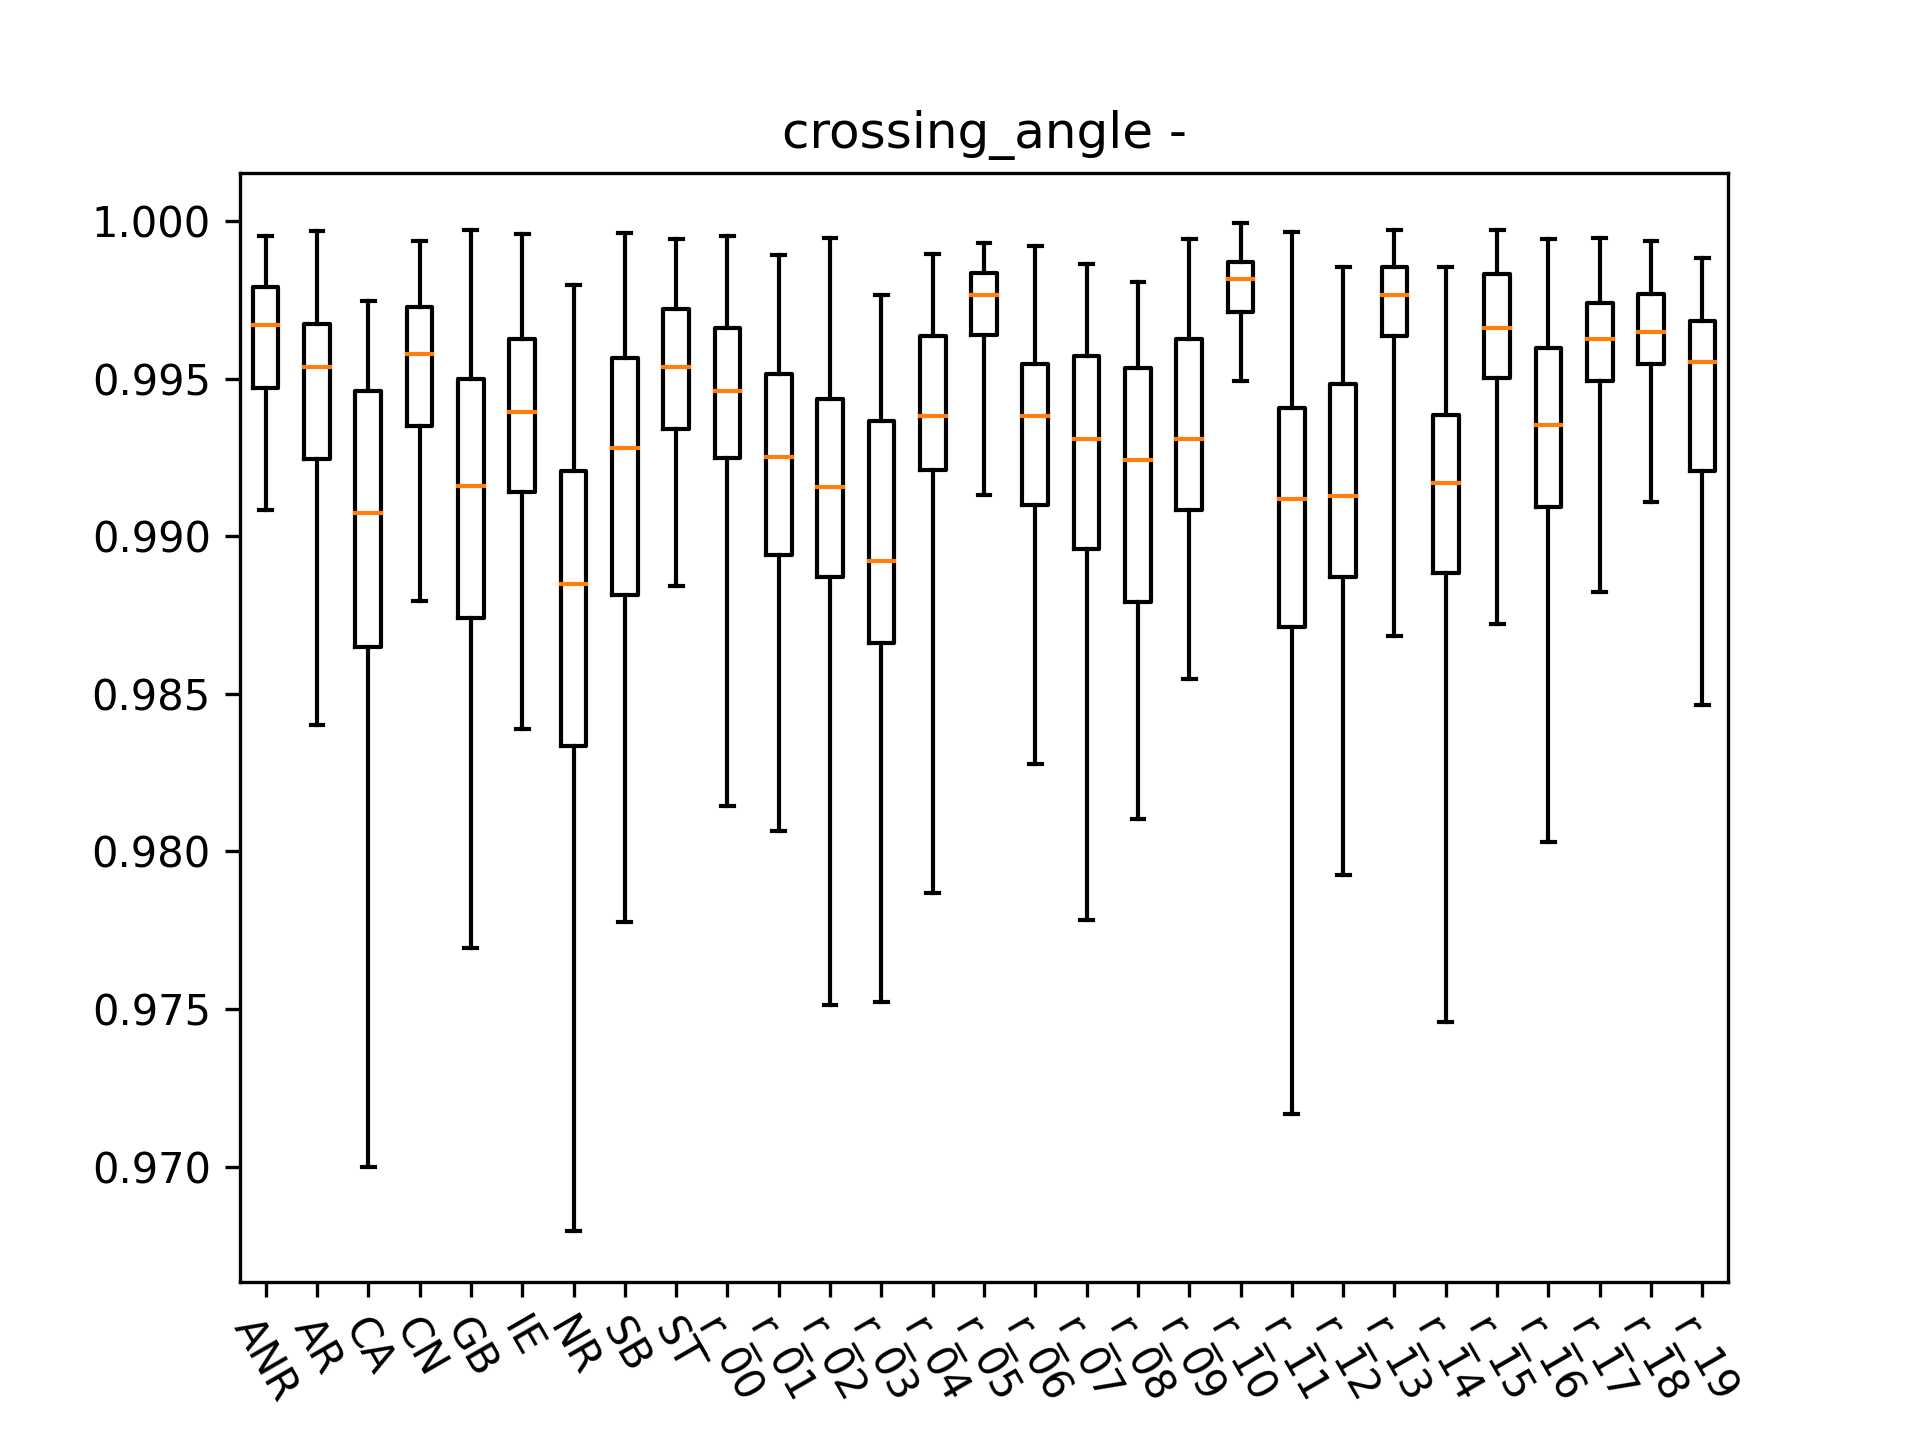 crossing_angle -
1.000
0.995
0.990
0.985
0.980
0.975
0.970
ANR
AR
CA
CN
GB
IE
NR
SB
ST
r_00
r_01
r_02
r_03
r_04
r_05
r_06
r_07
r_08
r_09
r_10
r_11
r_12
r_13
r_14
r_15
r_16
r_17
r_18
r_19